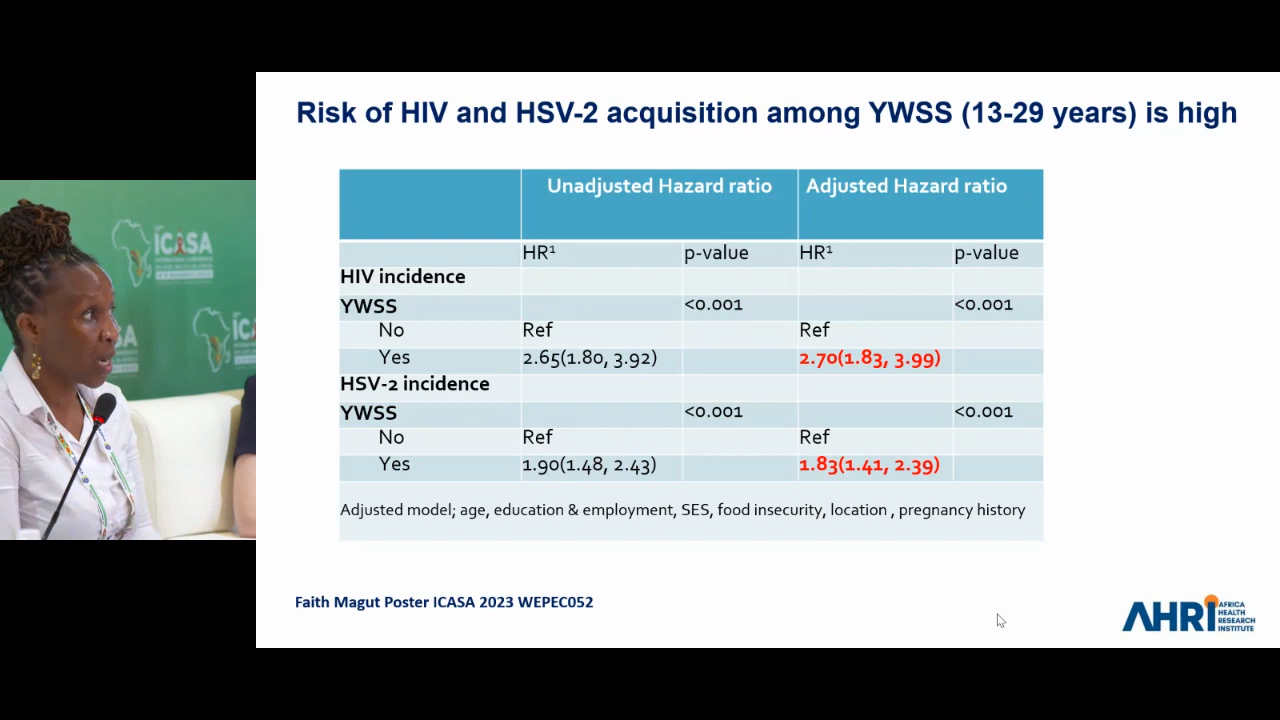 Risk of HIV and HSV-2 acquisition among YWSS (13-29 years) is high
Unadjusted Hazard ratio Adjusted Hazard ratio
HR¹ p-value HR¹ p-value
HIV incidence
YWSS <0.001 <0.001
No Ref Ref
Yes 2.65(1.80, 3.92) 2.70(1.83, 3.99)
HSV-2 incidence
YWSS <0.001 <0.001
No Ref Ref
Yes 1.90(1.48, 2.43) 1.83(1.41, 2.39)
Adjusted model; age, education & employment, SES, food insecurity, location , pregnancy history
Faith Magut Poster ICASA 2023 WEPEC052
AHRI AFRICA
HEALTH
RESEARCH
INSTITUTE
ICASA